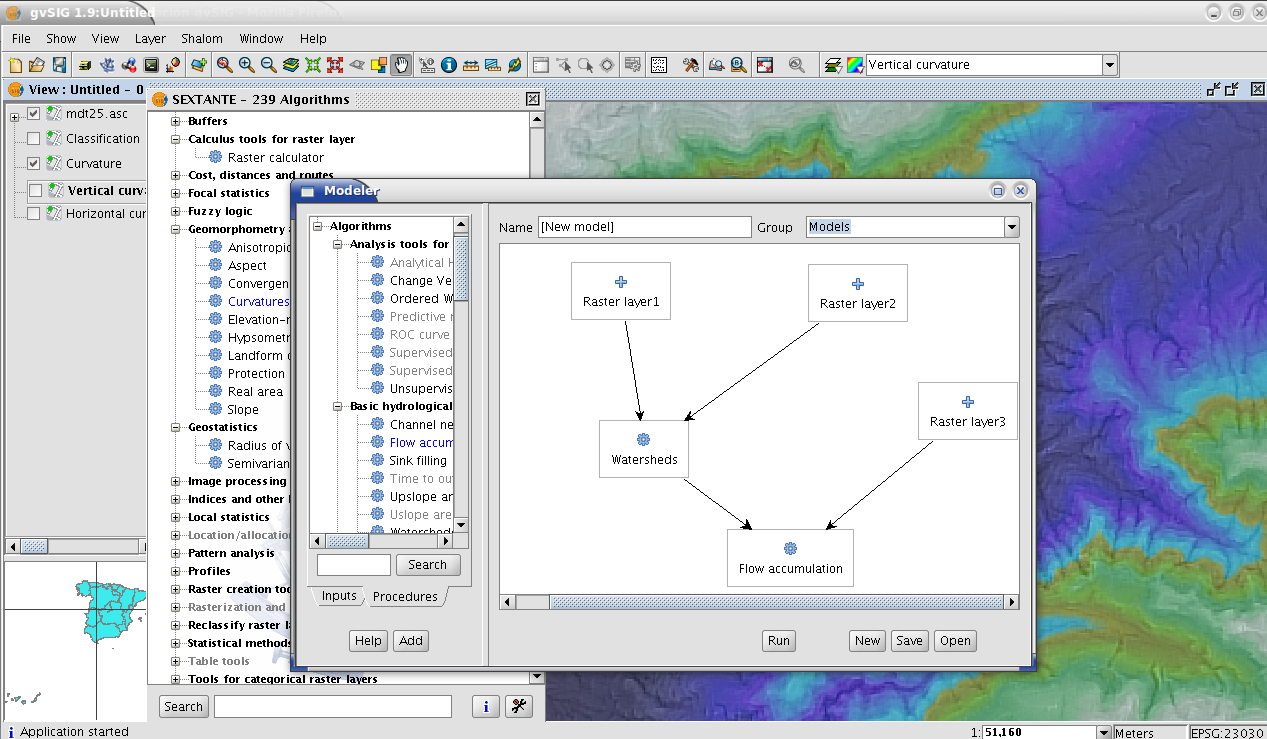 gvSIG 1.9:Untitled
File Show View Layer Shalom Window Help
Vertical curvature
View : Untitled - 0
mdt25.asc
Classification
Curvature
Vertical curv
Horizontal cur
SEXTANTE - 239 Algorithms
Buffers
Calculus tools for raster layer
Raster calculator
Cost, distances and routes
Focal statistics
Fuzzy logic
Geomorphometry
Anisotropic
Aspect
Convergen
Curvatures
Elevation-r
Hypsometr
Landform
Protection
Real area
Slope
Geostatistics
Radius of v
Semivarian
Image processing
Indices and other
Local statistics
Location/allocatio
Pattern analysis
Profiles
Raster creation too
Rasterization and
Reclassify raster l
Statistical methods
Table tools
Tools for categorical raster layers
Search
Modeler
Algorithms
Analysis tools for
Analytical H
Change Ve
Ordered W
Predictive
ROC curve
Supervised
Supervised
Unsupervis
Basic hydrological
Channel ne
Flow accum
Sink filling
Time to ou
Upslope ar
Uslope are
Watersheds
Search
Inputs Procedures
Help Add
Name [New model] Group Models
Raster layer1
Raster layer2
Raster layer3
Watersheds
Flow accumulation
Run New Save Open
Application started
1: 51,160 Meters EPSG:23030